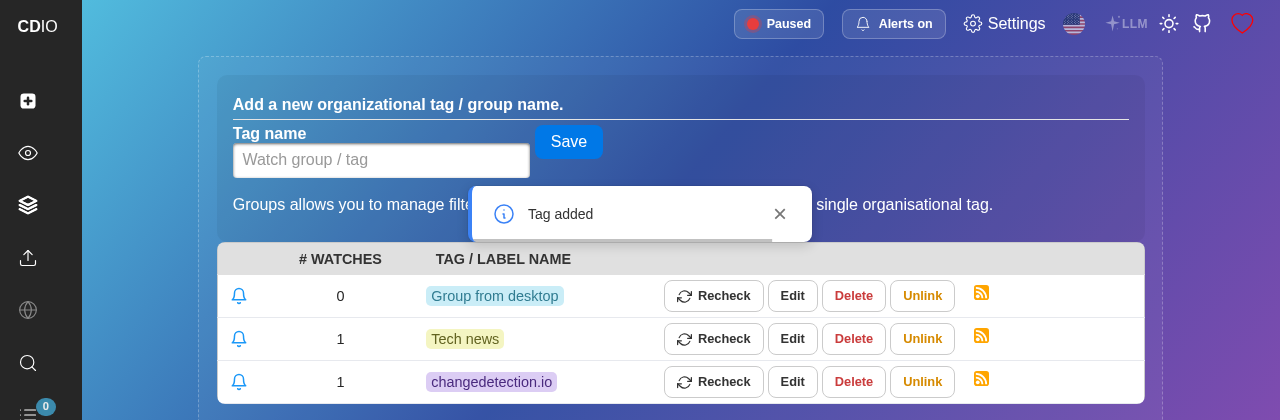 CDIO
Paused
Alerts on
Settings
LLM
Add a new organizational tag / group name.
Tag name
Watch group / tag
Save
Groups allows you to manage filte
single organisational tag.
Tag added
# WATCHES TAG / LABEL NAME
0 Group from desktop Recheck Edit Delete Unlink
1 Tech news Recheck Edit Delete Unlink
1 changedetection.io Recheck Edit Delete Unlink
0